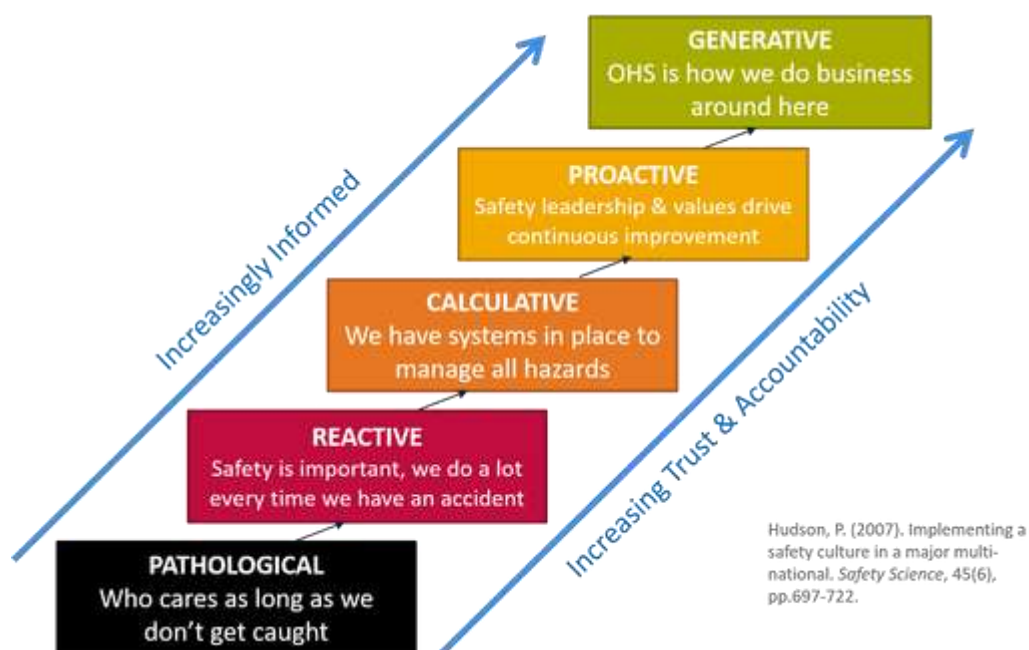 GENERATIVE
OHS is how we do business
around here
PROACTIVE
Safety leadership & values drive
continuous improvement
CALCULATIVE
We have systems in place to
manage all hazards
REACTIVE
Safety is important, we do a lot
every time we have an accident
PATHOLOGICAL
Who cares as long as we
don't get caught
Increasingly Informed
Increasing Trust & Accountability
Hudson, P. (2007). Implementing a
safety culture in a major multi-
national. Safety Science, 45(6),
pp.697-722.